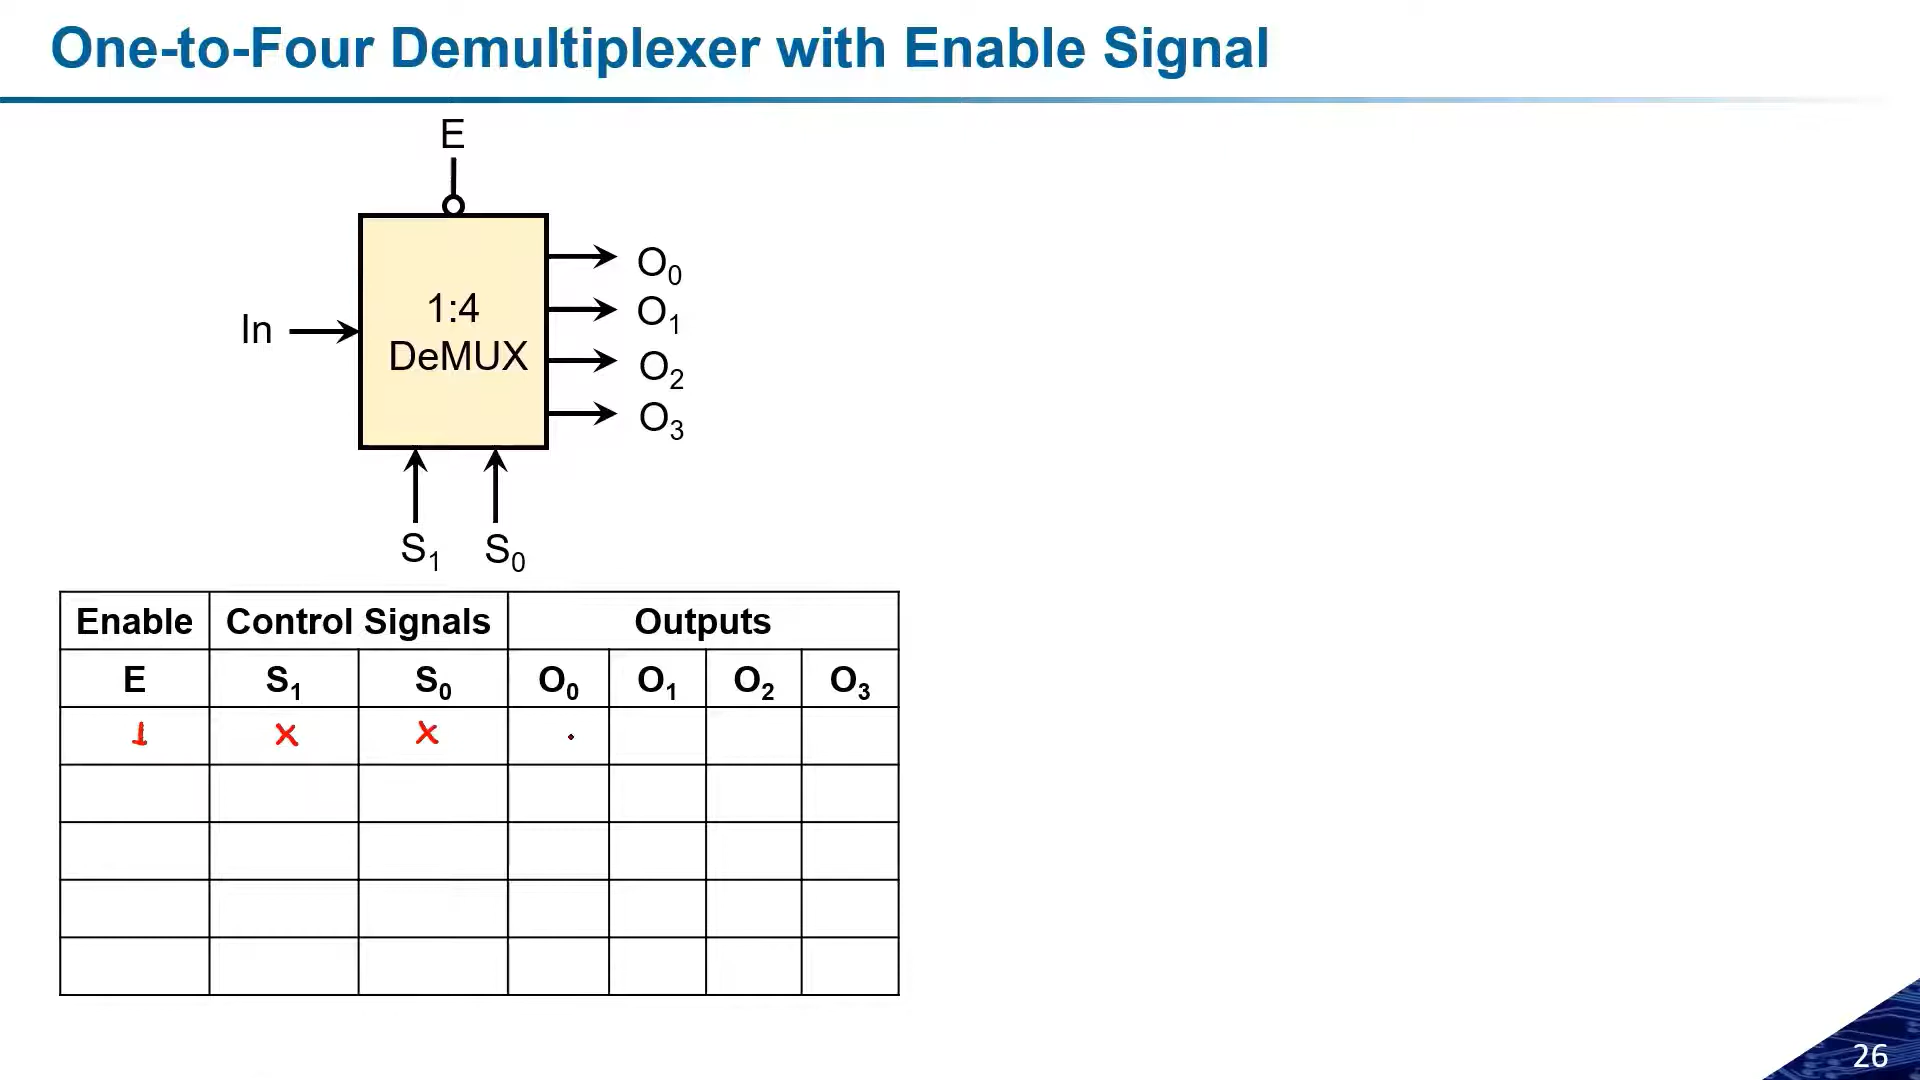 One-to-Four Demultiplexer with Enable Signal
E
In
1:4
DeMUX
O0
O1
O2
O3
S1 S0
Enable Control Signals Outputs
E S1 S0 O0 O1 O2 O3
1 X X
26